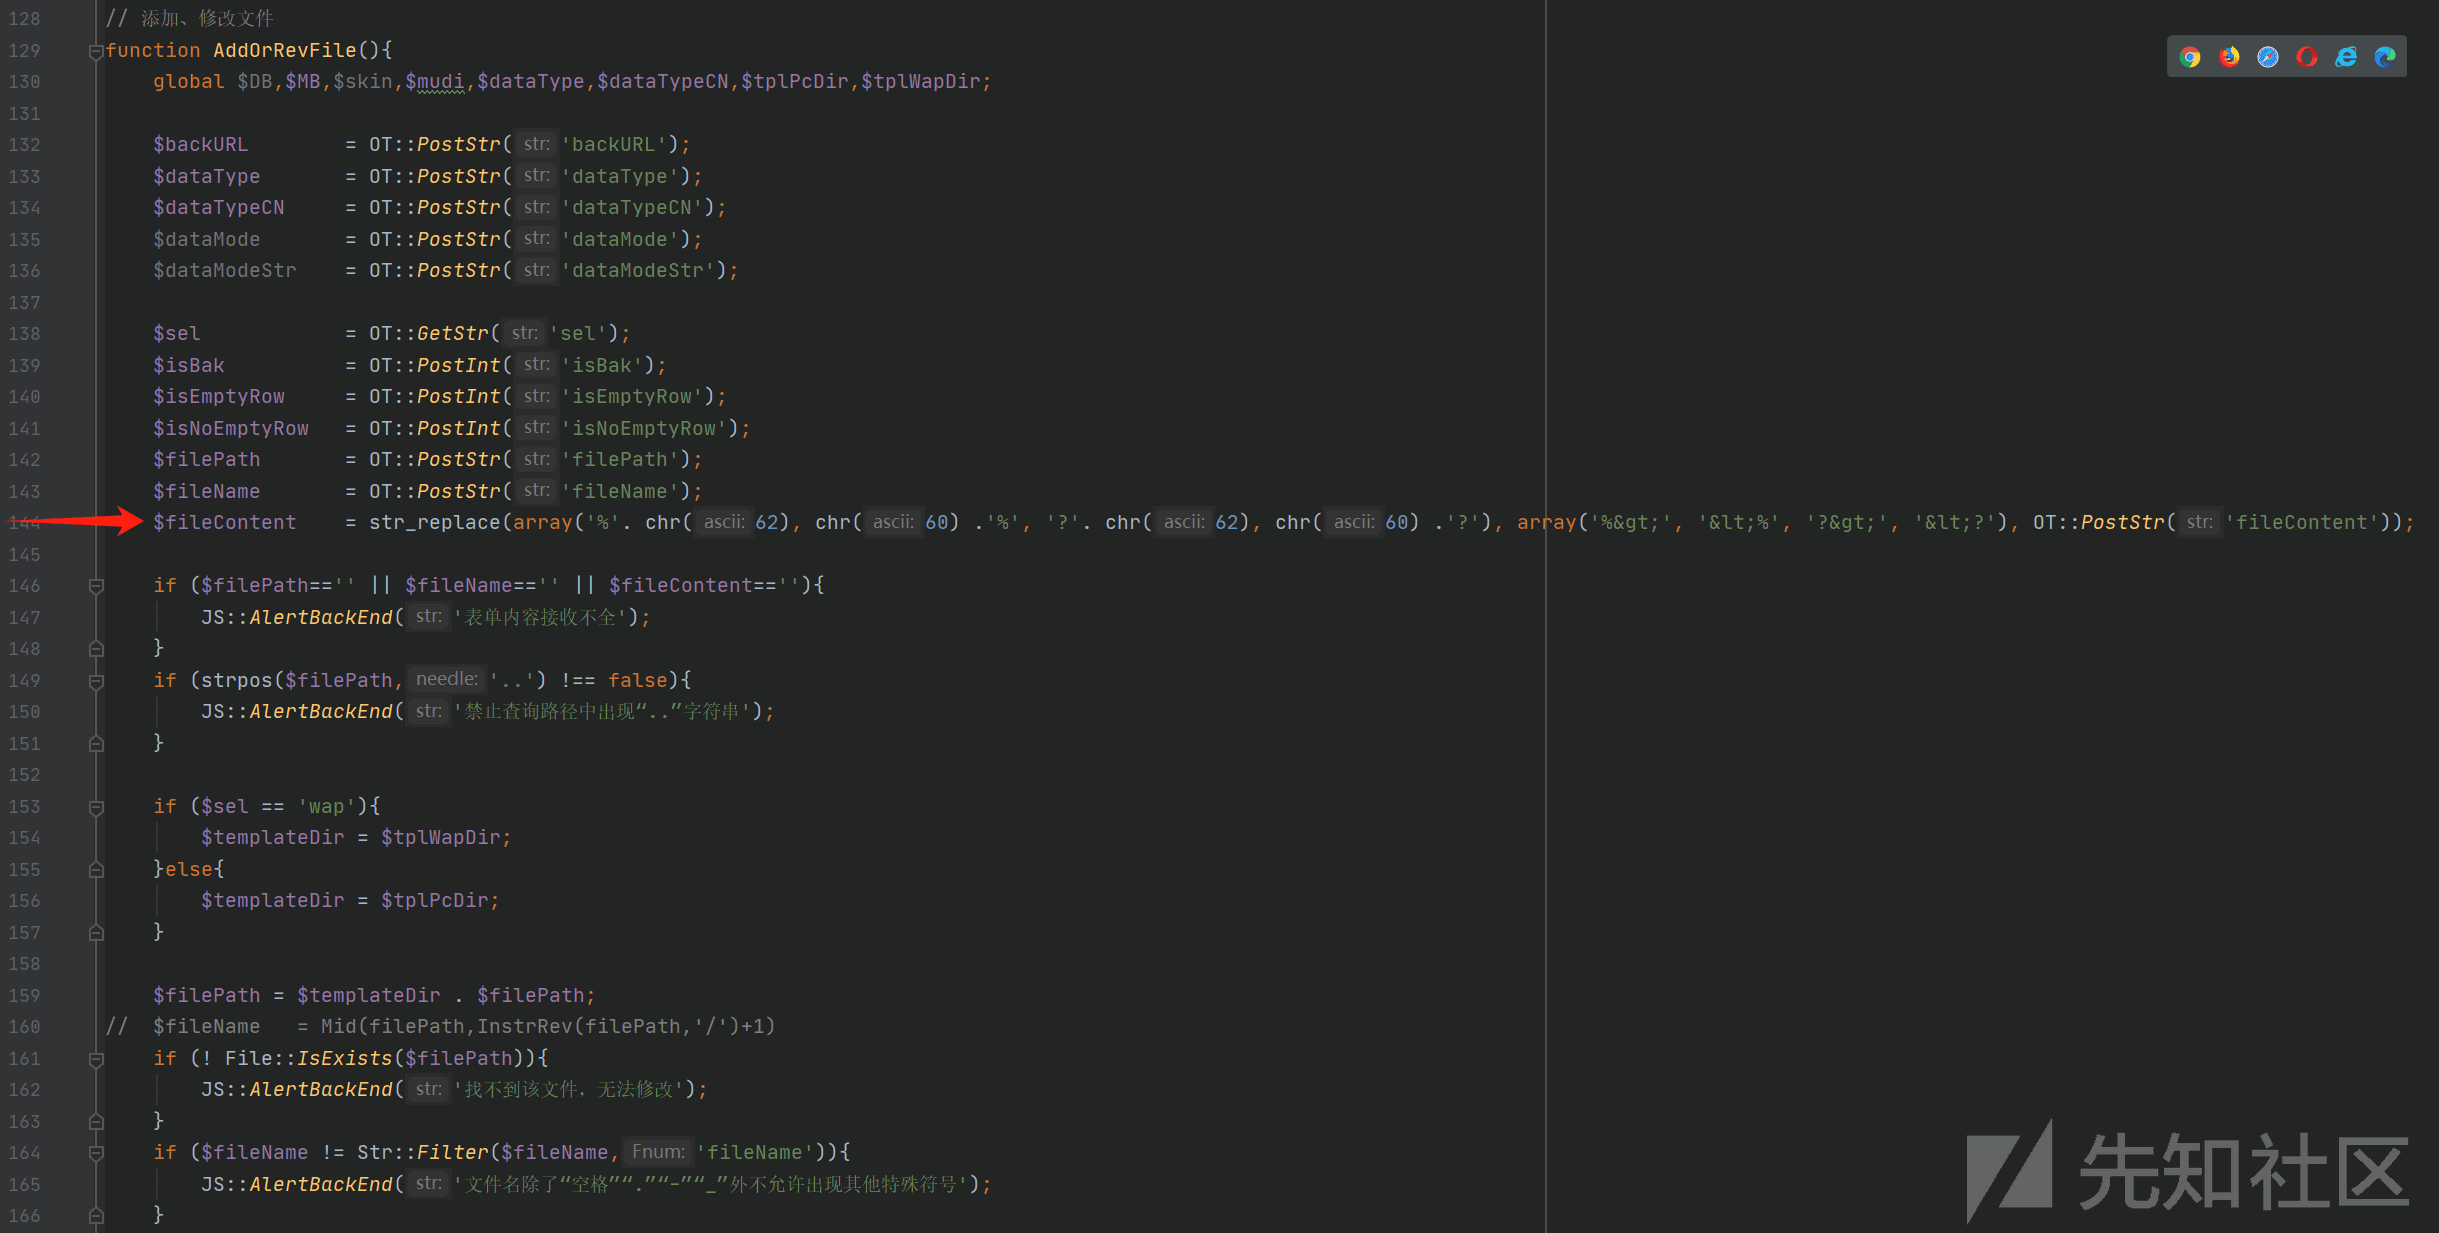 128 // 添加、修改文件
129 function AddOrRevFile(){
130 global $DB,$MB,$skin,$mudi,$dataType,$dataTypeCN,$tplPcDir,$tplWapDir;
131
132 $backURL = OT::PostStr( str: 'backURL');
133 $dataType = OT::PostStr( str: 'dataType');
134 $dataTypeCN = OT::PostStr( str: 'dataTypeCN');
135 $dataMode = OT::PostStr( str: 'dataMode');
136 $dataModeStr = OT::PostStr( str: 'dataModeStr');
137
138 $sel = OT::GetStr( str: 'sel');
139 $isBak = OT::PostInt( str: 'isBak');
140 $isEmptyRow = OT::PostInt( str: 'isEmptyRow');
141 $isNoEmptyRow = OT::PostInt( str: 'isNoEmptyRow');
142 $filePath = OT::PostStr( str: 'filePath');
143 $fileName = OT::PostStr( str: 'fileName');
144 $fileContent = str_replace(array('%'. chr( ascii: 62), chr( ascii: 60) .'%', '?'. chr( ascii: 62), chr( ascii: 60) .'?'), array('%&gt;', '&lt;%', '?&gt;', '&lt;?'), OT::PostStr( str: 'fileContent'));
145
146 if ($filePath=='' || $fileName=='' || $fileContent==''){
147 JS::AlertBackEnd( str: '表单内容接收不全');
148 }
149 if (strpos($filePath, needle: '..') !== false){
150 JS::AlertBackEnd( str: '禁止查询路径中出现“..”字符串');
151 }
152
153 if ($sel == 'wap'){
154 $templateDir = $tplWapDir;
155 }else{
156 $templateDir = $tplPcDir;
157 }
158
159 $filePath = $templateDir . $filePath;
160 // $fileName = Mid(filePath,InstrRev(filePath,'/')+1)
161 if (! File::IsExists($filePath)){
162 JS::AlertBackEnd( str: '找不到该文件，无法修改');
163 }
164 if ($fileName != Str::Filter($fileName, Fnum: 'fileName')){
165 JS::AlertBackEnd( str: '文件名除了“空格”“.”“-”“_”外不允许出现其他特殊符号');
166 }
先知社区